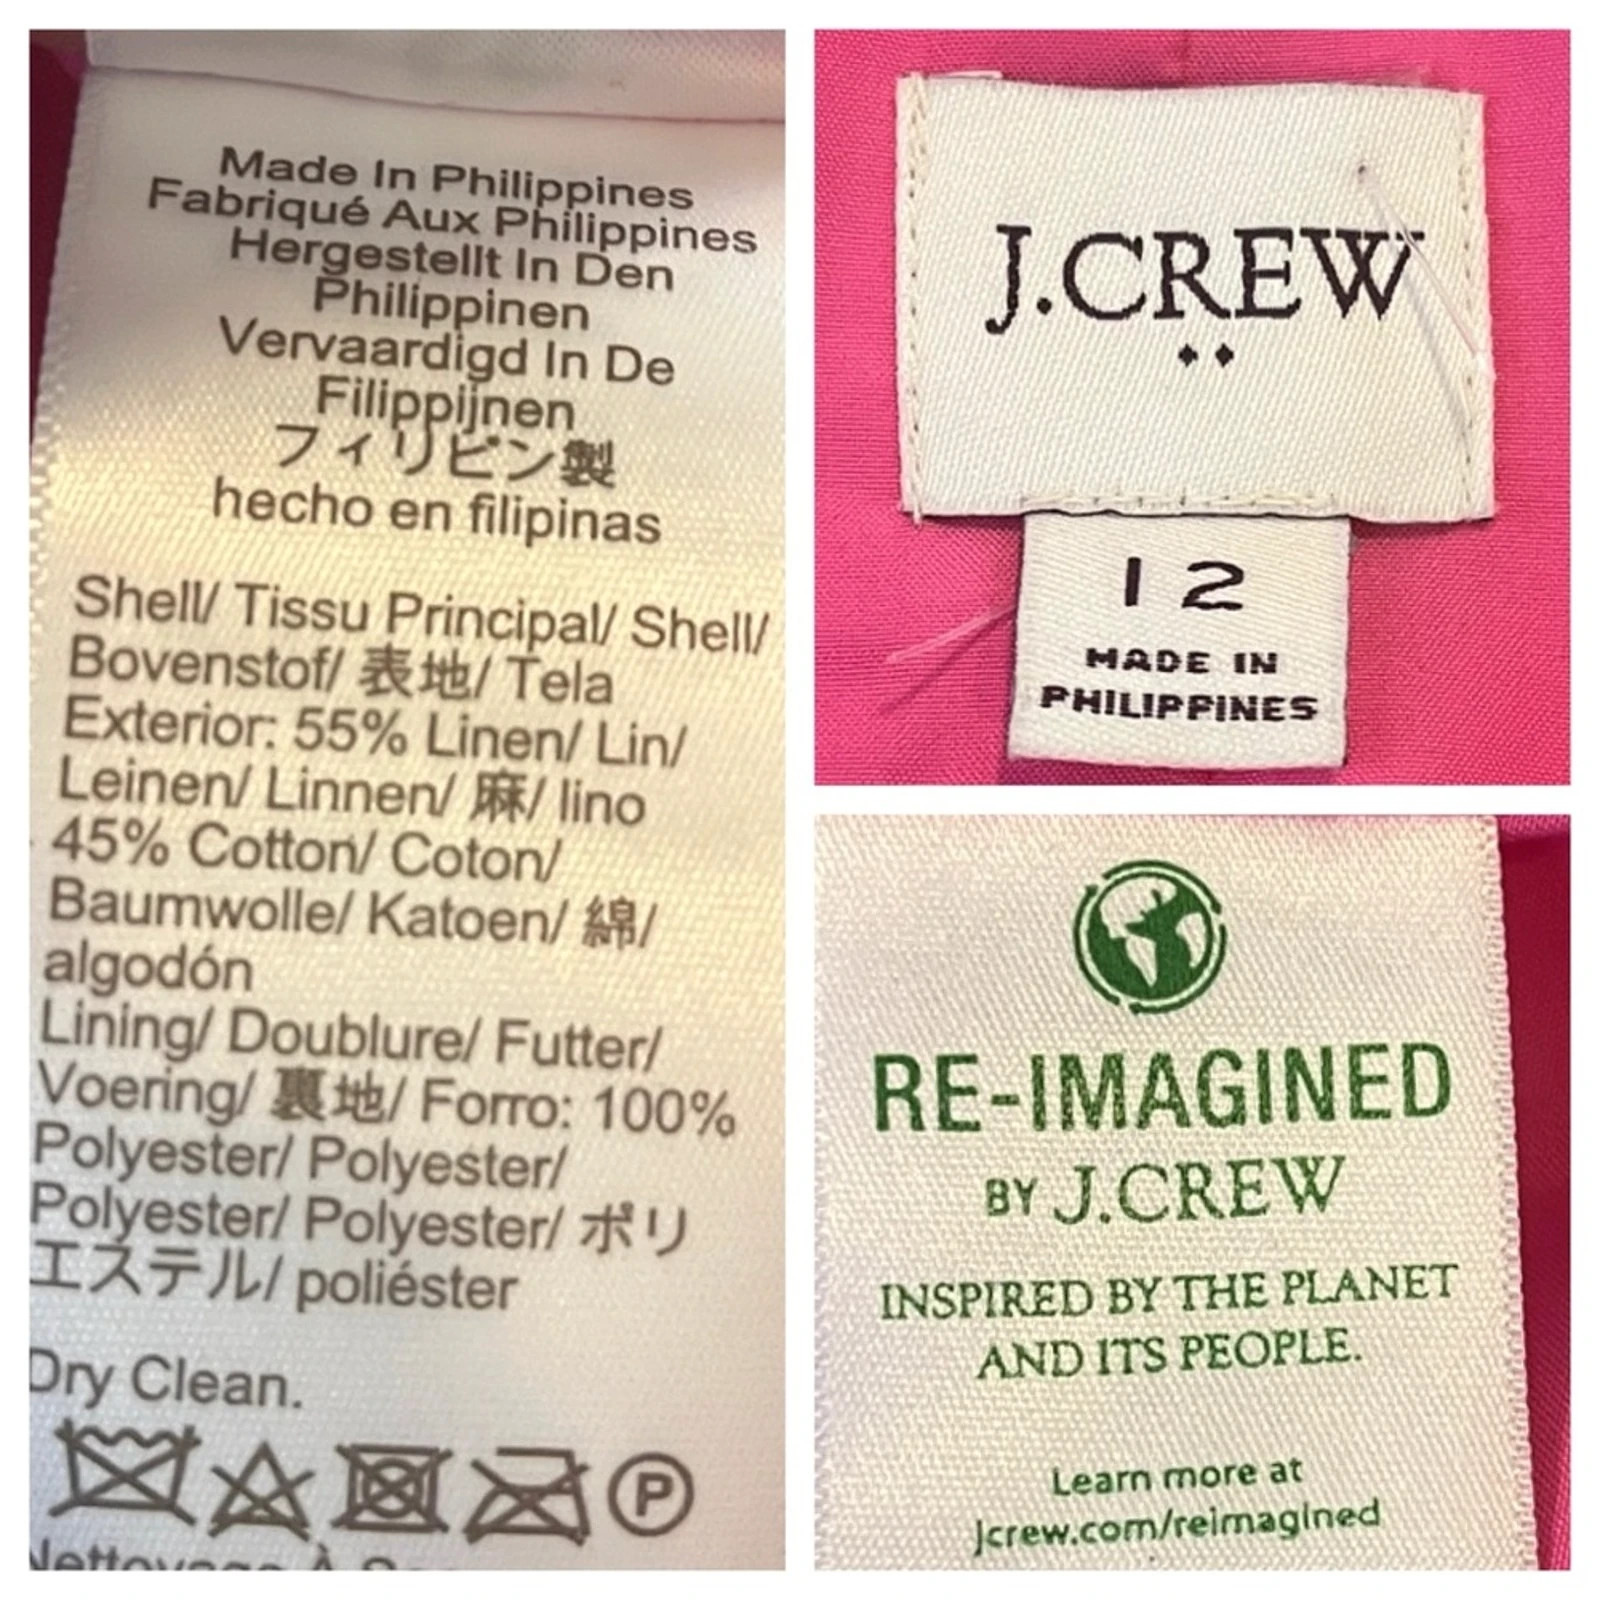 Made In Philippines
Fabriqué Aux Philippines
Hergestellt In Den
Philippinen
Vervaardigd In De
Filippijnen
フィリピン製
hecho en filipinas
Shell/ Tissu Principal/ Shell/
Bovenstof/ 表地/ Tela
Exterior: 55% Linen/ Lin/
Leinen/ Linnen/ 麻/ lino
45% Cotton/ Coton/
Baumwolle/ Katoen/ 綿/
algodón
Lining/ Doublure/ Futter/
Voering/ 裏地/ Forro: 100%
Polyester/ Polyester/
Polyester/ Polyester/ ポリ
エステル/ poliéster
Dry Clean.
P
Nettoyage À
J.CREW
12
MADE IN
PHILIPPINES
RE-IMAGINED
BY J.CREW
INSPIRED BY THE PLANET
AND ITS PEOPLE.
Learn more at
jcrew.com/reimagined